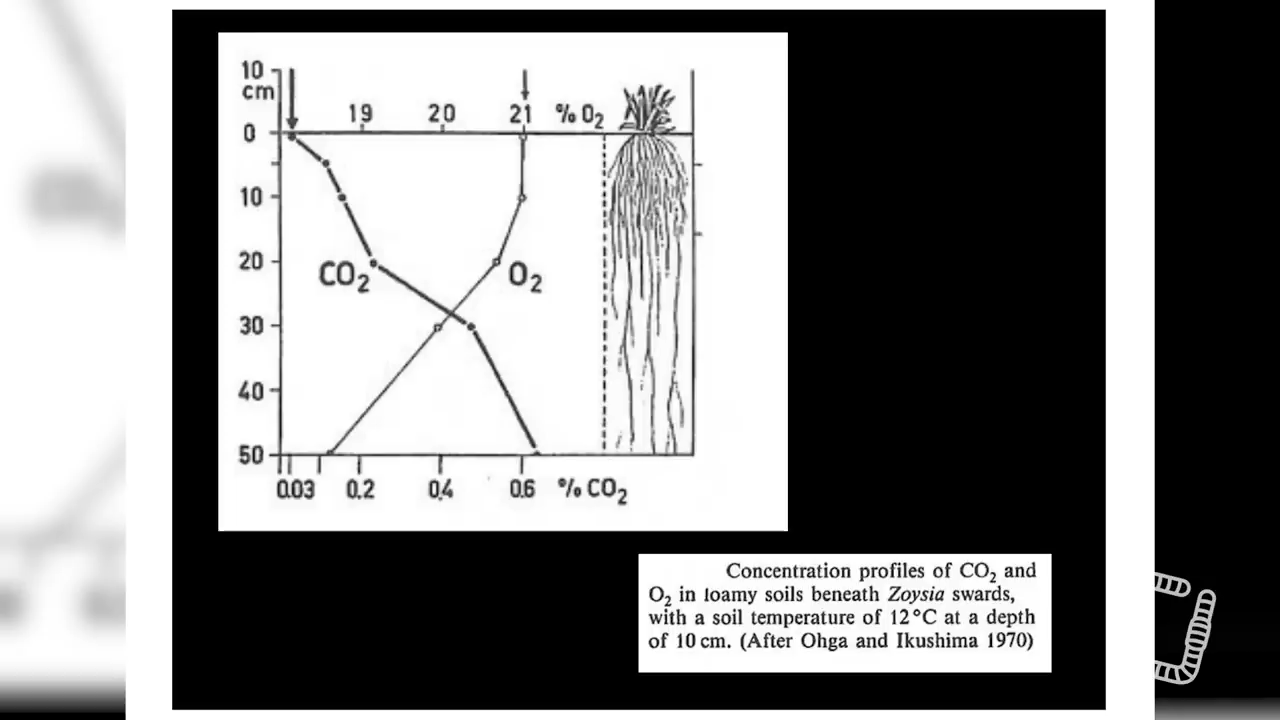 10
cm
19 20 21 % O₂
0
10
20
CO₂ O₂
30
40
50
0.03 0.2 0.4 0.6 % CO₂
Concentration profiles of CO₂ and
O₂ in loamy soils beneath Zoysia swards,
with a soil temperature of 12°C at a depth
of 10 cm. (After Ohga and Ikushima 1970)